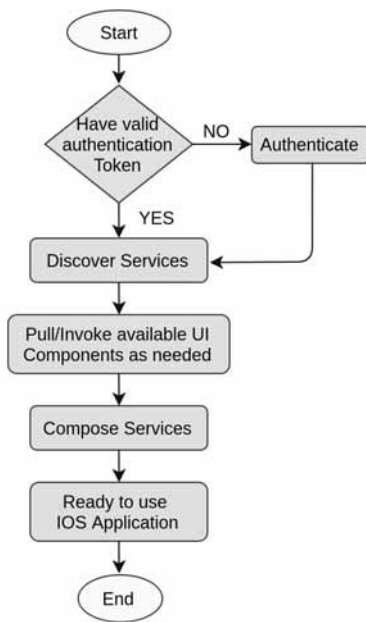 Start
Have valid
authentication
Token
NO
Authenticate
YES
Discover Services
Pull/Invoke available UI
Components as needed
Compose Services
Ready to use
IOS Application
End